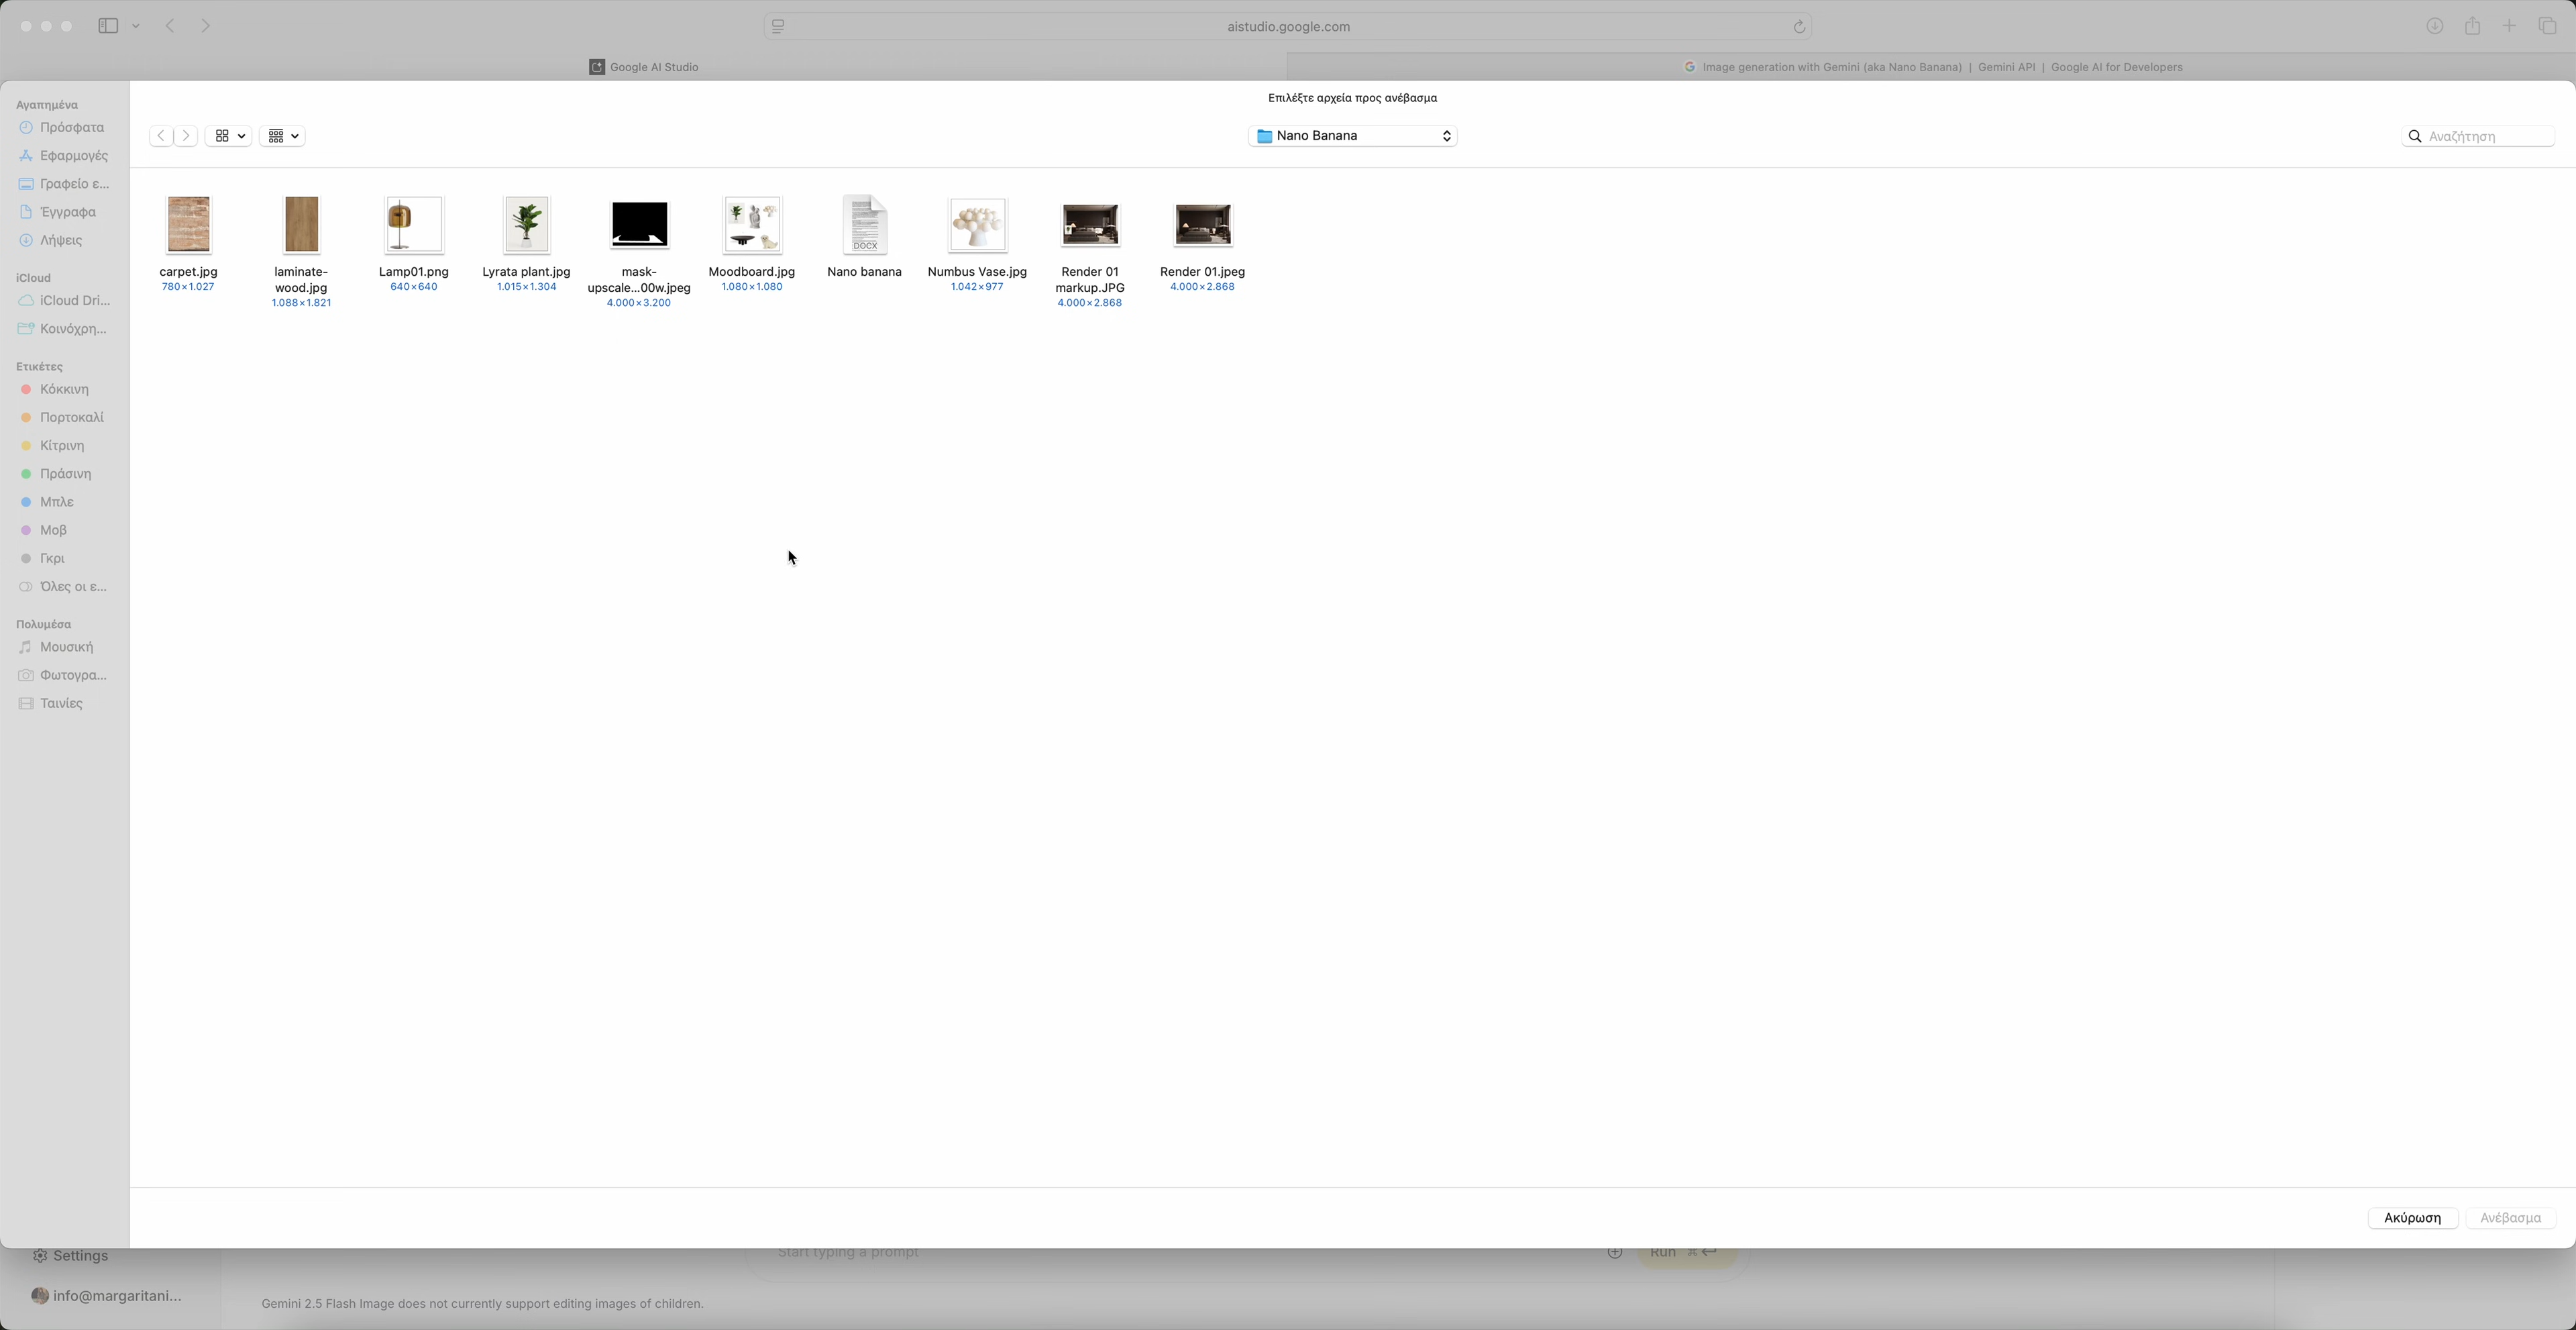 aistudio.google.com
Google AI Studio
Image generation with Gemini (aka Nano Banana) | Gemini API | Google AI for Developers
Επιλέξτε αρχεία προς ανέβασμα
Nano Banana
Αναζήτηση
Αγαπημένα
Πρόσφατα
Εφαρμογές
Γραφείο ε...
Έγγραφα
Λήψεις
iCloud
iCloud Dri...
Κοινόχρη...
Ετικέτες
Κόκκινη
Πορτοκαλί
Κίτρινη
Πράσινη
Μπλε
Μοβ
Γκρι
Όλες οι ε...
Πολυμέσα
Μουσική
Φωτογρα...
Ταινίες
carpet.jpg
780×1.027
laminate-
wood.jpg
1.088×1.821
Lamp01.png
640×640
Lyrata plant.jpg
1.015×1.304
mask-
upscale...00w.jpeg
4.000×3.200
Moodboard.jpg
1.080×1.080
DOCX
Nano banana
Numbus Vase.jpg
1.042×977
Render 01
markup.JPG
4.000×2.868
Render 01.jpeg
4.000×2.868
Ακύρωση
Ανέβασμα
Settings
Start typing a prompt
Run ⌘↵
info@margaritani...
Gemini 2.5 Flash Image does not currently support editing images of children.